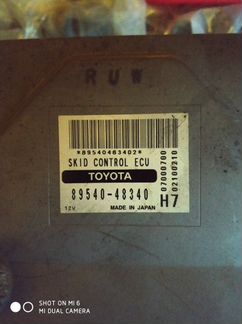 RUW
*89540483402*
SKID CONTROL ECU
TOYOTA
89540-48340
12V MADE IN JAPAN
H7
07000700
02100210
SHOT ON MI 6
MI DUAL CAMERA